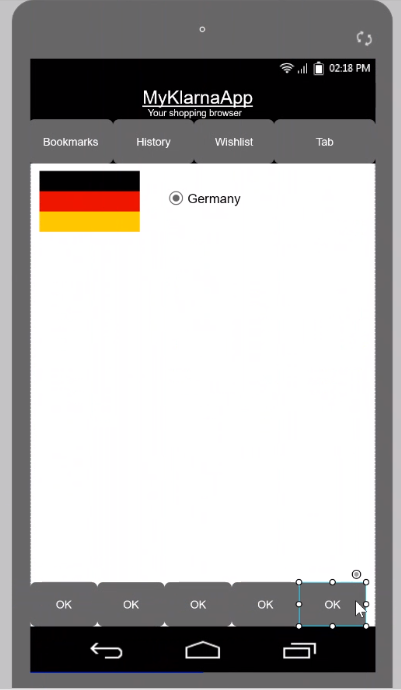 02:18 PM
MyKlarnaApp
Your shopping browser
Bookmarks History Wishlist Tab
Germany
OK OK OK OK OK